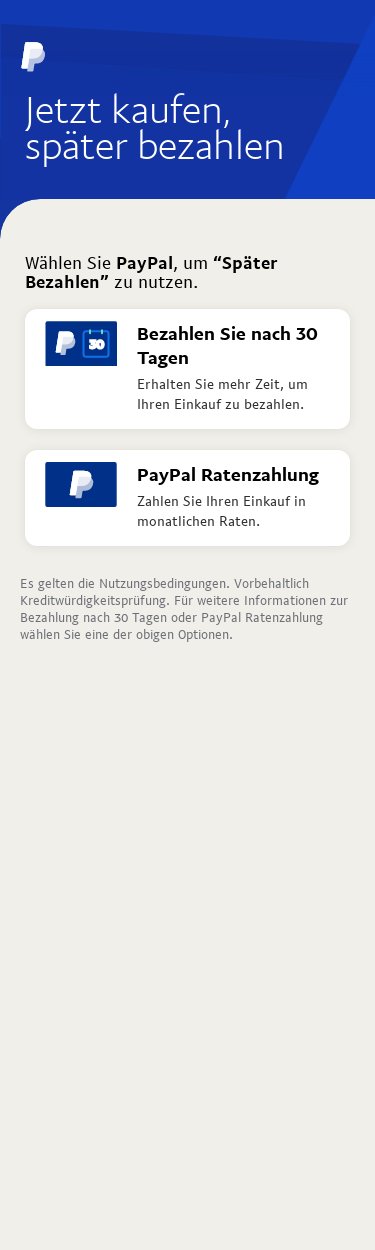 Jetzt kaufen,
später bezahlen
Wählen Sie PayPal, um “Später
Bezahlen” zu nutzen.
30
Bezahlen Sie nach 30
Tagen
Erhalten Sie mehr Zeit, um
Ihren Einkauf zu bezahlen.
PayPal Ratenzahlung
Zahlen Sie Ihren Einkauf in
monatlichen Raten.
Es gelten die Nutzungsbedingungen. Vorbehaltlich
Kreditwürdigkeitsprüfung. Für weitere Informationen zur
Bezahlung nach 30 Tagen oder PayPal Ratenzahlung
wählen Sie eine der obigen Optionen.